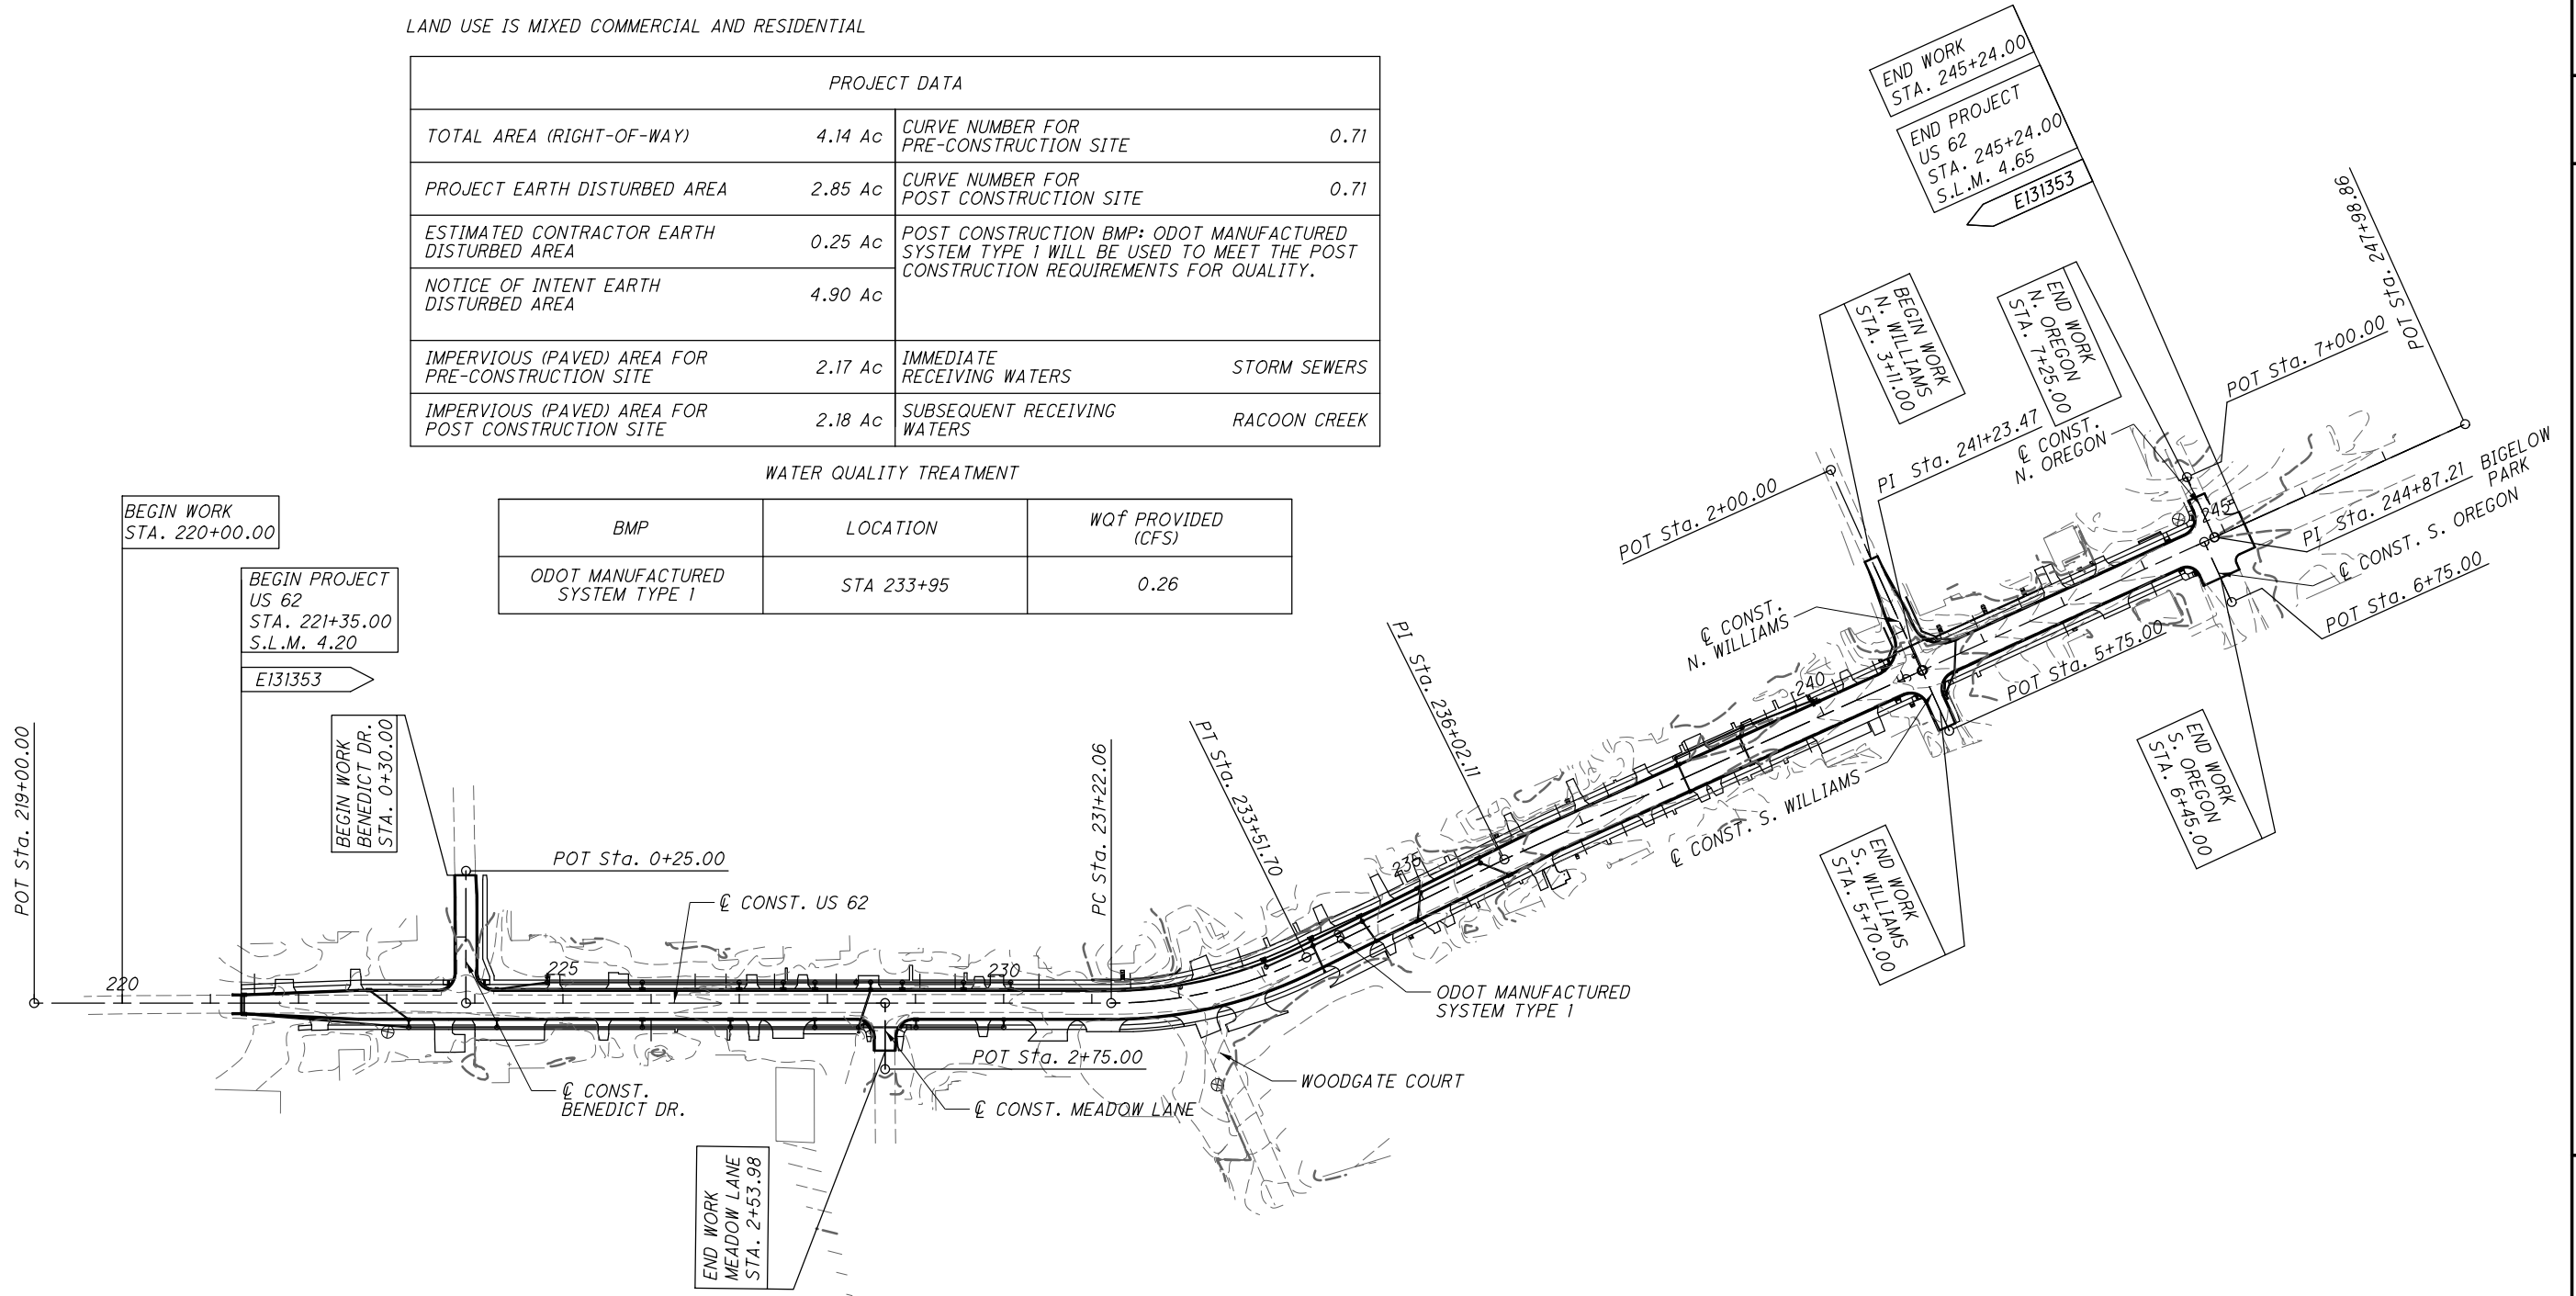 LAND USE IS MIXED COMMERCIAL AND RESIDENTIAL
PROJECT DATA
TOTAL AREA (RIGHT-OF-WAY) 4.14 Ac
CURVE NUMBER FOR
PRE-CONSTRUCTION SITE 0.71
PROJECT EARTH DISTURBED AREA 2.85 Ac
CURVE NUMBER FOR
POST CONSTRUCTION SITE 0.71
ESTIMATED CONTRACTOR EARTH
DISTURBED AREA 0.25 Ac
POST CONSTRUCTION BMP: ODOT MANUFACTURED
SYSTEM TYPE 1 WILL BE USED TO MEET THE POST
CONSTRUCTION REQUIREMENTS FOR QUALITY.
NOTICE OF INTENT EARTH
DISTURBED AREA 4.90 Ac
IMPERVIOUS (PAVED) AREA FOR
PRE-CONSTRUCTION SITE 2.17 Ac
IMMEDIATE
RECEIVING WATERS STORM SEWERS
IMPERVIOUS (PAVED) AREA FOR
POST CONSTRUCTION SITE 2.18 Ac
SUBSEQUENT RECEIVING
WATERS RACOON CREEK
WATER QUALITY TREATMENT
BMP LOCATION WQf PROVIDED
(CFS)
ODOT MANUFACTURED
SYSTEM TYPE 1 STA 233+95 0.26
BEGIN WORK
STA. 220+00.00
BEGIN PROJECT
US 62
STA. 221+35.00
S.L.M. 4.20
E131353
POT Sta. 219+00.00
220
BEGIN WORK
BENEDICT DR.
STA. 0+30.00
POT Sta. 0+25.00
℄ CONST. US 62
225
230
℄ CONST.
BENEDICT DR.
END WORK
MEADOW LANE
STA. 2+53.98
POT Sta. 2+75.00
℄ CONST. MEADOW LANE
PC Sta. 231+22.06
PT Sta. 233+51.70
WOODGATE COURT
ODOT MANUFACTURED
SYSTEM TYPE 1
235
PI Sta. 236+02.11
240
℄ CONST. S. WILLIAMS
℄ CONST.
N. WILLIAMS
POT Sta. 2+00.00
BEGIN WORK
N. WILLIAMS
STA. 3+11.00
PI Sta. 241+23.47
END WORK
N. OREGON
STA. 7+25.00
℄ CONST.
N. OREGON
END WORK
STA. 245+24.00
END PROJECT
US 62
STA. 245+24.00
S.L.M. 4.65
E131353
POT Sta. 247+98.86
POT Sta. 7+00.00
245
PI Sta. 244+87.21
BIGELOW
PARK
℄ CONST. S. OREGON
POT Sta. 6+75.00
POT Sta. 5+75.00
END WORK
S. OREGON
STA. 6+45.00
END WORK
S. WILLIAMS
STA. 5+70.00